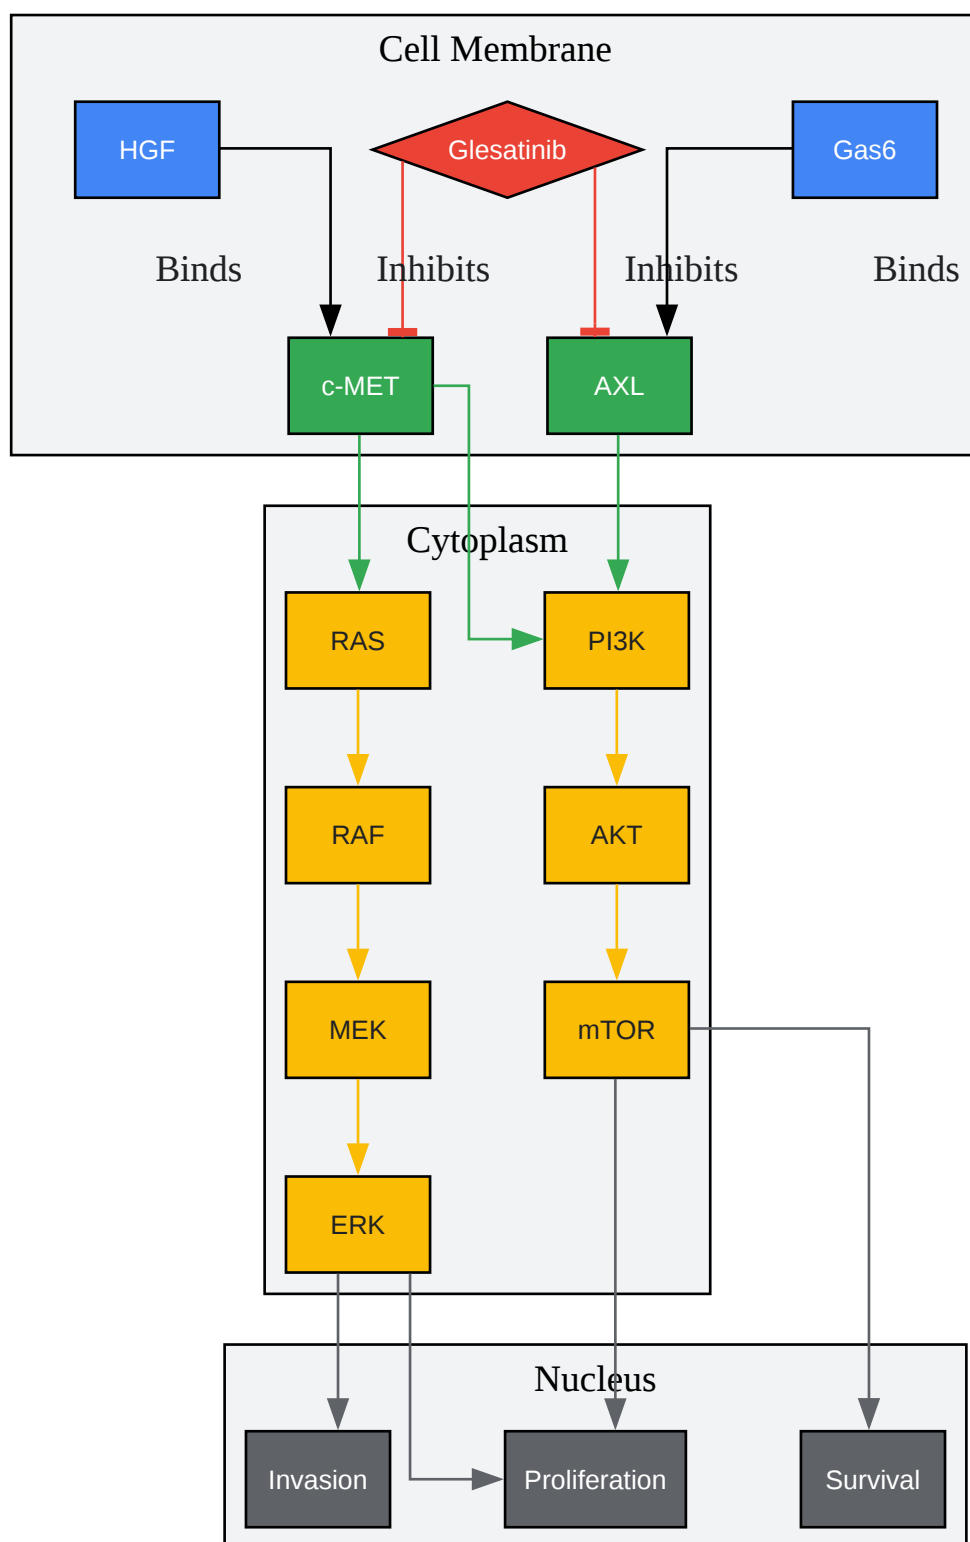 Cell Membrane
HGF
Glesatinib
Gas6
Binds
Inhibits
Inhibits
Binds
c-MET
AXL
Cytoplasm
RAS
PI3K
RAF
AKT
MEK
mTOR
ERK
Nucleus
Invasion
Proliferation
Survival